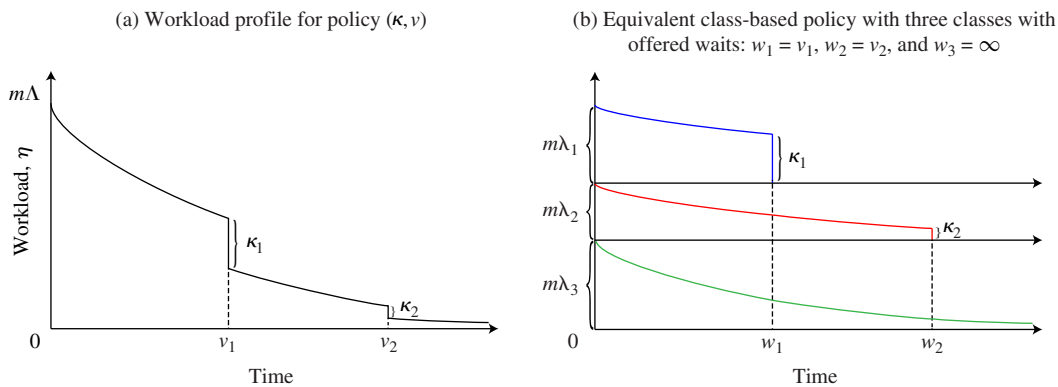 (a) Workload profile for policy (κ, v)
mΛ
Workload, η
κ1
κ2
0
v1
v2
Time
(b) Equivalent class-based policy with three classes with
offered waits: w1 = v1, w2 = v2, and w3 = ∞
mλ1
κ1
mλ2
κ2
mλ3
0
w1
w2
Time